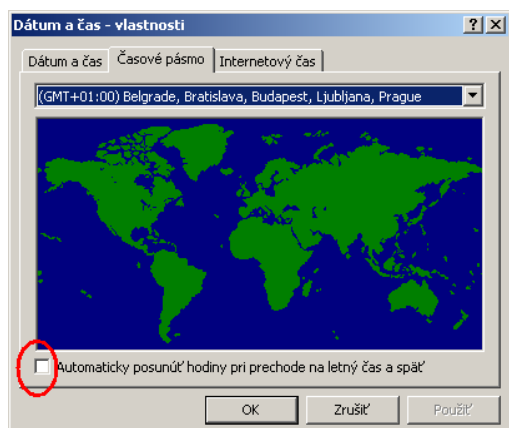 Dátum a čas - vlastnosti
Dátum a čas
Časové pásmo
Internetový čas
(GMT+01:00) Belgrade, Bratislava, Budapest, Ljubljana, Prague
Automaticky posunúť hodiny pri prechode na letný čas a späť
OK
Zrušiť
Použiť